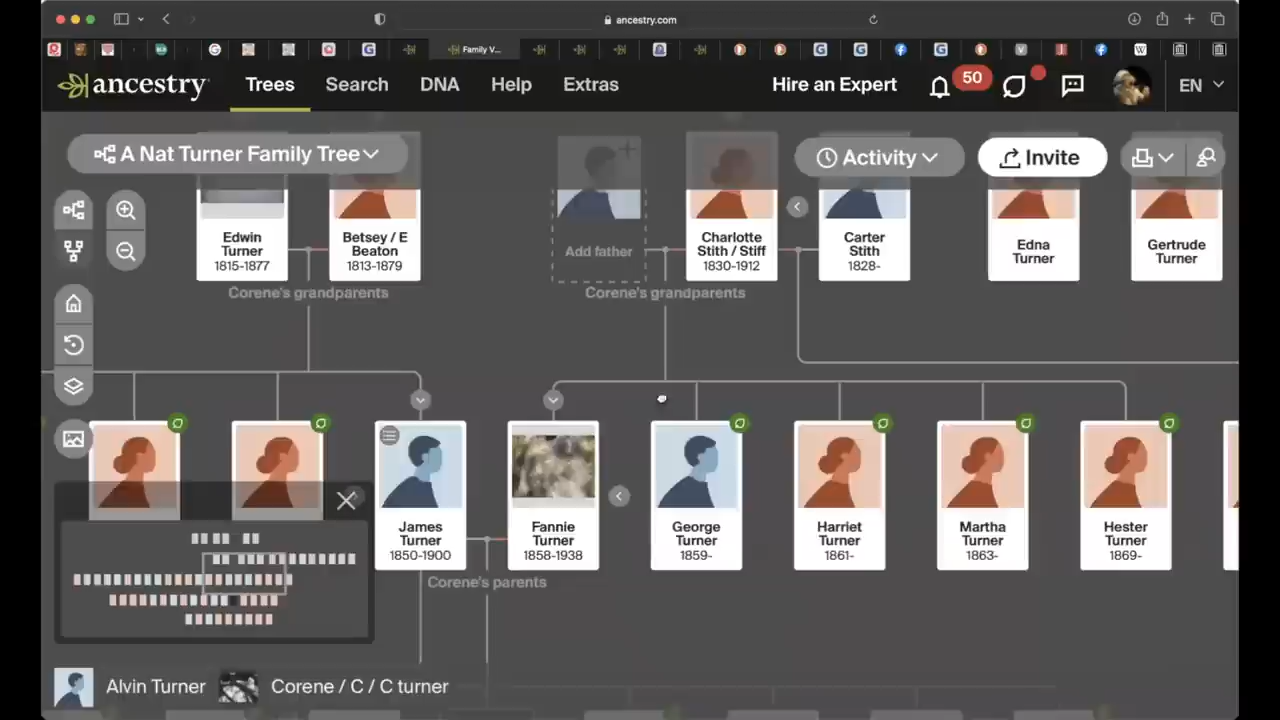 ancestry.com
Family V...
ancestry
Trees
Search
DNA
Help
Extras
Hire an Expert
50
EN
A Nat Turner Family Tree
Activity
Invite
Edwin
Turner
1815-1877
Betsey / E
Beaton
1813-1879
Add father
Charlotte
Stith / Stiff
1830-1912
Carter
Stith
1828-
Edna
Turner
Gertrude
Turner
Corene's grandparents
Corene's grandparents
James
Turner
1850-1900
Fannie
Turner
1858-1938
George
Turner
1859-
Harriet
Turner
1861-
Martha
Turner
1863-
Hester
Turner
1869-
Corene's parents
Alvin Turner
Corene / C / C turner